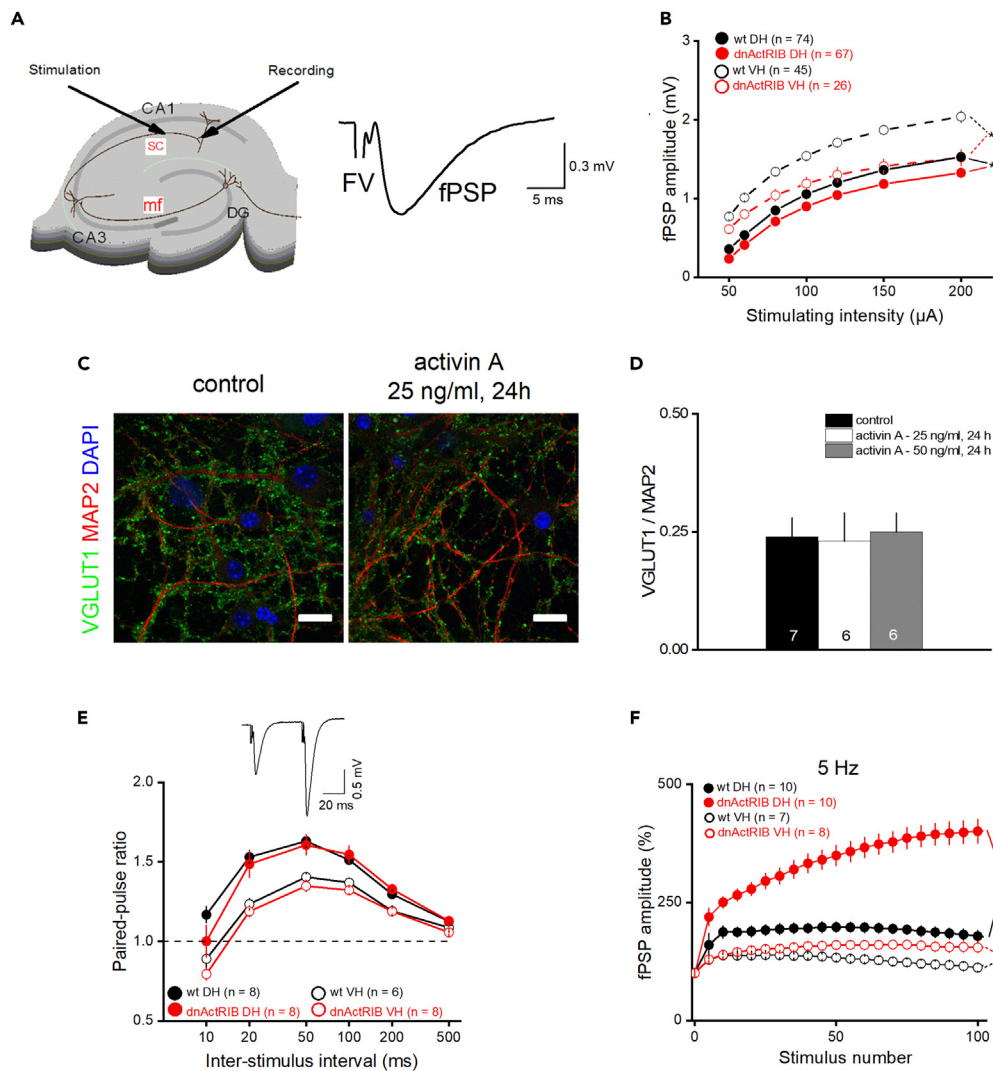 A
Stimulation
Recording
CA1
SC
mf
CA3
DG
FV
fPSP
0.3 mV
5 ms
B
wt DH (n = 74)
dnActRIB DH (n = 67)
wt VH (n = 45)
dnActRIB VH (n = 26)
fPSP amplitude (mV)
3
2
1
0
50
100
150
200
Stimulating intensity (µA)
C
control
activin A
25 ng/ml, 24h
VGLUT1 MAP2 DAPI
D
control
activin A - 25 ng/ml, 24 h
activin A - 50 ng/ml, 24 h
VGLUT1 / MAP2
0.50
0.25
0.00
7
6
6
E
0.5 mV
20 ms
Paired-pulse ratio
2.0
1.5
1.0
0.5
wt DH (n = 8)
wt VH (n = 6)
dnActRIB DH (n = 8)
dnActRIB VH (n = 8)
10
20
50
100
200
500
Inter-stimulus interval (ms)
F
5 Hz
wt DH (n = 10)
dnActRIB DH (n = 10)
wt VH (n = 7)
dnActRIB VH (n = 8)
fPSP amplitude (%)
500
250
0
0
50
100
Stimulus number